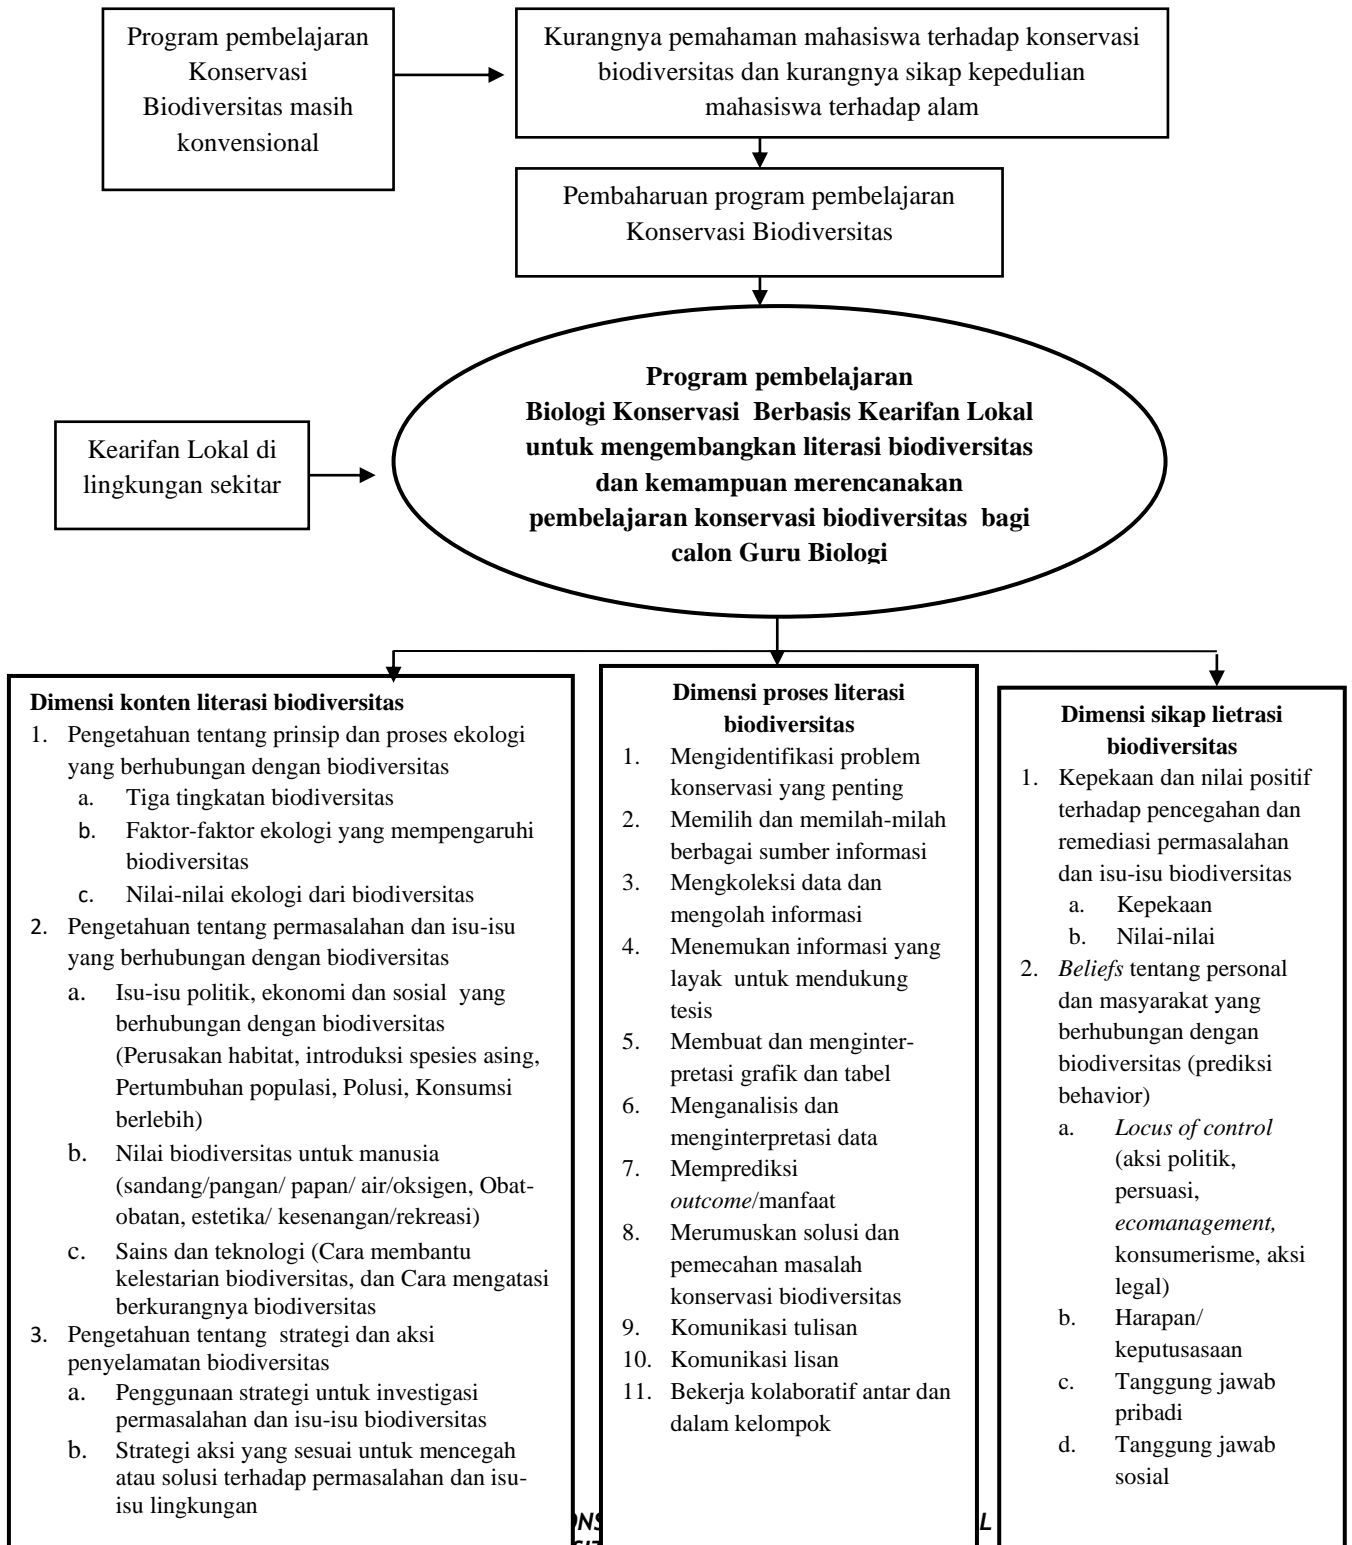 Program pembelajaran
Konservasi
Biodiversitas masih
konvensional
Kurangnya pemahaman mahasiswa terhadap konservasi
biodiversitas dan kurangnya sikap kepedulian
mahasiswa terhadap alam
Pembaharuan program pembelajaran
Konservasi Biodiversitas
Program pembelajaran
Biologi Konservasi Berbasis Kearifan Lokal
untuk mengembangkan literasi biodiversitas
dan kemampuan merencanakan
pembelajaran konservasi biodiversitas bagi
calon Guru Biologi
Kearifan Lokal di
lingkungan sekitar
Dimensi konten literasi biodiversitas
1. Pengetahuan tentang prinsip dan proses ekologi
yang berhubungan dengan biodiversitas
a. Tiga tingkatan biodiversitas
b. Faktor-faktor ekologi yang mempengaruhi
biodiversitas
c. Nilai-nilai ekologi dari biodiversitas
2. Pengetahuan tentang permasalahan dan isu-isu
yang berhubungan dengan biodiversitas
a. Isu-isu politik, ekonomi dan sosial yang
berhubungan dengan biodiversitas
(Perusakan habitat, introduksi spesies asing,
Pertumbuhan populasi, Polusi, Konsumsi
berlebih)
b. Nilai biodiversitas untuk manusia
(sandang/pangan/ papan/ air/oksigen, Obat-
obatan, estetika/ kesenangan/rekreasi)
c. Sains dan teknologi (Cara membantu
kelestarian biodiversitas, dan Cara mengatasi
berkurangnya biodiversitas
3. Pengetahuan tentang strategi dan aksi
penyelamatan biodiversitas
a. Penggunaan strategi untuk investigasi
permasalahan dan isu-isu biodiversitas
b. Strategi aksi yang sesuai untuk mencegah
atau solusi terhadap permasalahan dan isu-
isu lingkungan
Dimensi proses literasi
biodiversitas
1. Mengidentifikasi problem
konservasi yang penting
2. Memilih dan memilah-milah
berbagai sumber informasi
3. Mengkoleksi data dan
mengolah informasi
4. Menemukan informasi yang
layak untuk mendukung
tesis
5. Membuat dan menginter-
pretasi grafik dan tabel
6. Menganalisis dan
menginterpretasi data
7. Memprediksi
outcome/manfaat
8. Merumuskan solusi dan
pemecahan masalah
konservasi biodiversitas
9. Komunikasi tulisan
10. Komunikasi lisan
11. Bekerja kolaboratif antar dan
dalam kelompok
Dimensi sikap lietrasi
biodiversitas
1. Kepekaan dan nilai positif
terhadap pencegahan dan
remediasi permasalahan
dan isu-isu biodiversitas
a. Kepekaan
b. Nilai-nilai
2. Beliefs tentang personal
dan masyarakat yang
berhubungan dengan
biodiversitas (prediksi
behavior)
a. Locus of control
(aksi politik,
persuasi,
ecomanagement,
konsumerisme, aksi
legal)
b. Harapan/
keputusasaan
c. Tanggung jawab
pribadi
d. Tanggung jawab
sosial